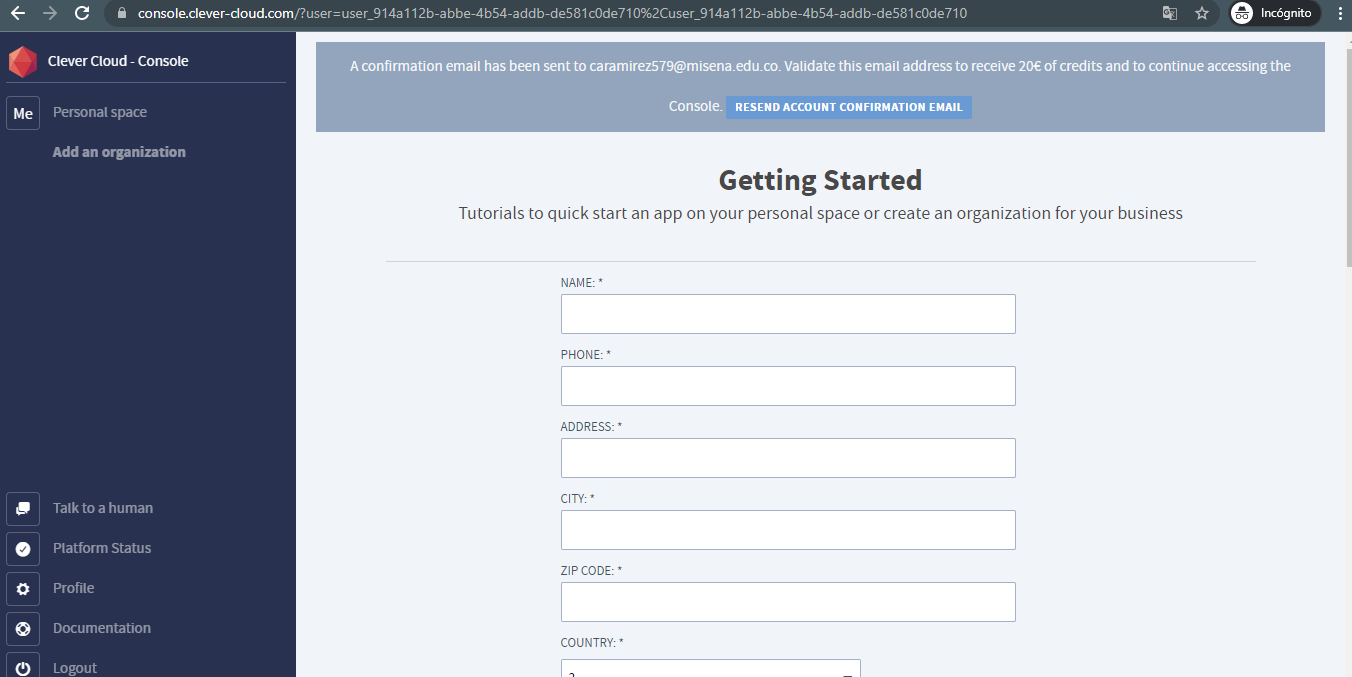 console.clever-cloud.com/?user=user_914a112b-abbe-4b54-addb-de581c0de710%2Cuser_914a112b-abbe-4b54-addb-de581c0de710
Incógnito
Clever Cloud - Console
Me Personal space
Add an organization
Talk to a human
Platform Status
Profile
Documentation
Logout
A confirmation email has been sent to caramirez579@misena.edu.co. Validate this email address to receive 20€ of credits and to continue accessing the
Console. RESEND ACCOUNT CONFIRMATION EMAIL
Getting Started
Tutorials to quick start an app on your personal space or create an organization for your business
NAME: *
PHONE: *
ADDRESS: *
CITY: *
ZIP CODE: *
COUNTRY: *